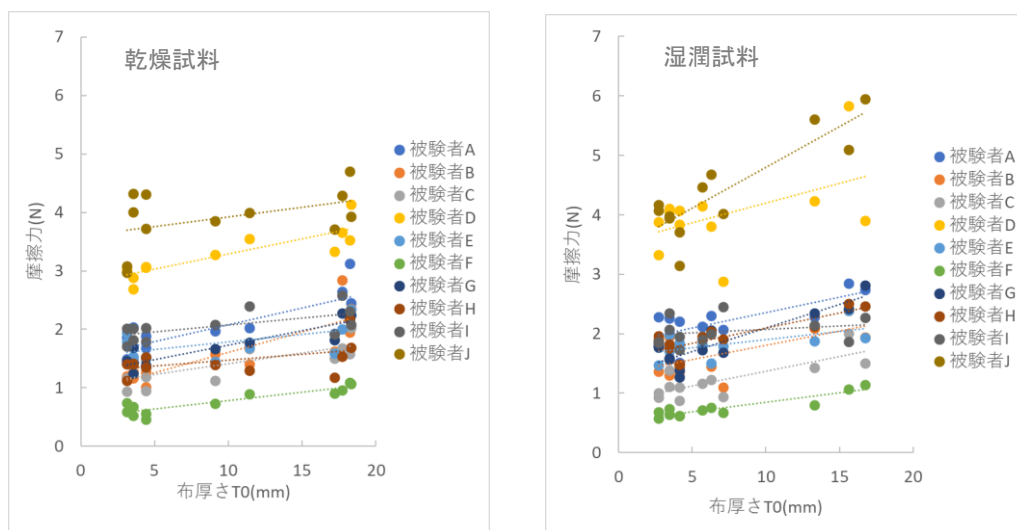 乾燥試料
7
6
5
4
3
2
1
0
摩擦力(N)
0 5 10 15 20
布厚さT0(mm)
被験者A
被験者B
被験者C
被験者D
被験者E
被験者F
被験者G
被験者H
被験者I
被験者J
湿潤試料
7
6
5
4
3
2
1
0
摩擦力(N)
0 5 10 15 20
布厚さT0(mm)
被験者A
被験者B
被験者C
被験者D
被験者E
被験者F
被験者G
被験者H
被験者I
被験者J